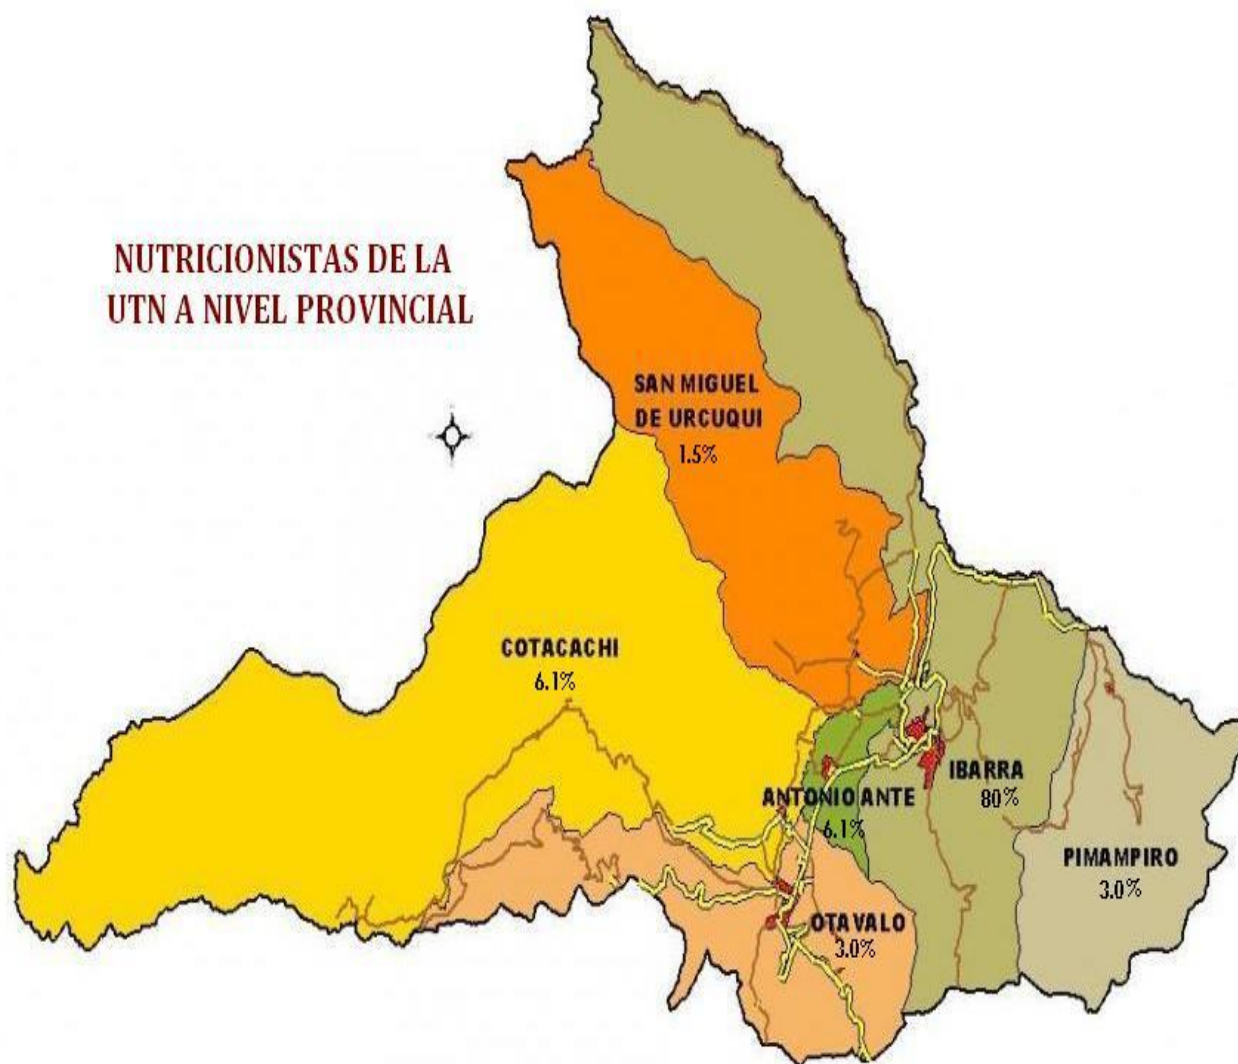 NUTRICIONISTAS DE LA
UTN A NIVEL PROVINCIAL
SAN MIGUEL
DE URCUQUI
1.5%
COTACACHI
6.1%
IBARRA
80%
ANTONIO ANTE
6.1%
PIMAMPIRO
3.0%
OTAVALO
3.0%